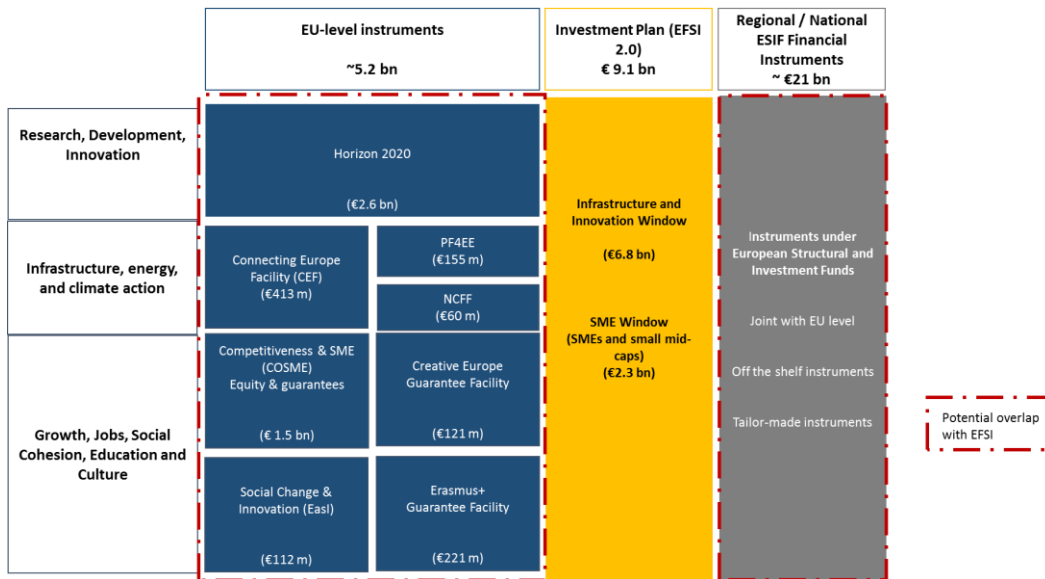 EU-level instruments
~5.2 bn
Investment Plan (EFSI
2.0)
€ 9.1 bn
Regional / National
ESIF Financial
Instruments
~ €21 bn
Research, Development,
Innovation
Horizon 2020
(€2.6 bn)
Infrastructure, energy,
and climate action
Connecting Europe
Facility (CEF)
(€413 m)
PF4EE
(€155 m)
NCFF
(€60 m)
Growth, Jobs, Social
Cohesion, Education and
Culture
Competitiveness & SME
(COSME)
Equity & guarantees
(€ 1.5 bn)
Creative Europe
Guarantee Facility
(€121 m)
Social Change &
Innovation (EasI)
(€112 m)
Erasmus+
Guarantee Facility
(€221 m)
Infrastructure and
Innovation Window
(€6.8 bn)
SME Window
(SMEs and small mid-
caps)
(€2.3 bn)
Instruments under
European Structural and
Investment Funds
Joint with EU level
Off the shelf instruments
Tailor-made instruments
Potential overlap
with EFSI